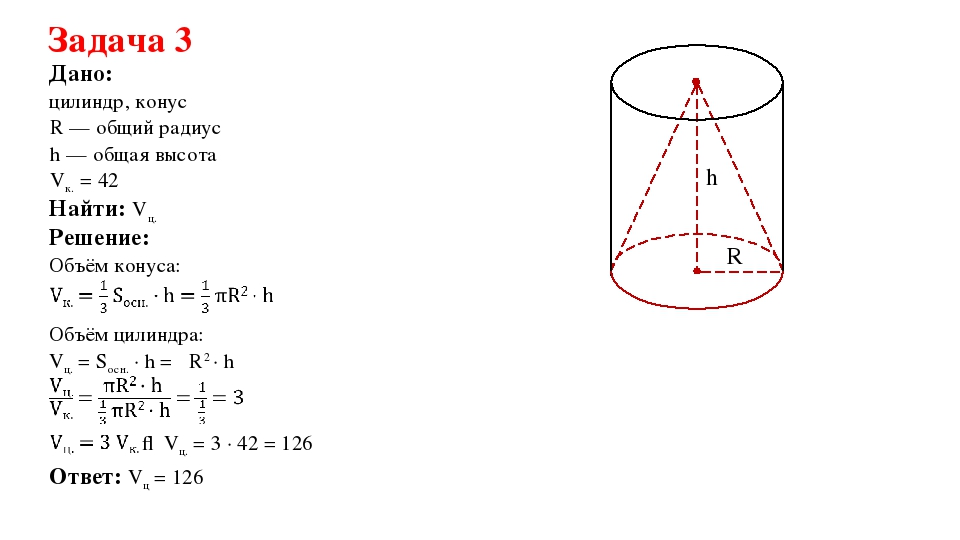 Задача 3
Дано:
цилиндр, конус
R — общий радиус
h — общая высота
Vк. = 42
Найти: Vц.
Решение:
Объём конуса:
Vк. = 1/3 Sосн. · h = 1/3 πR² · h
Объём цилиндра:
Vц. = Sосн. · h = R² · h
Vц./Vк. = πR² · h / 1/3 πR² · h = 1 / 1/3 = 3
Vц. = 3 Vк. ﬂ Vц. = 3 · 42 = 126
Ответ: Vц = 126
h
R